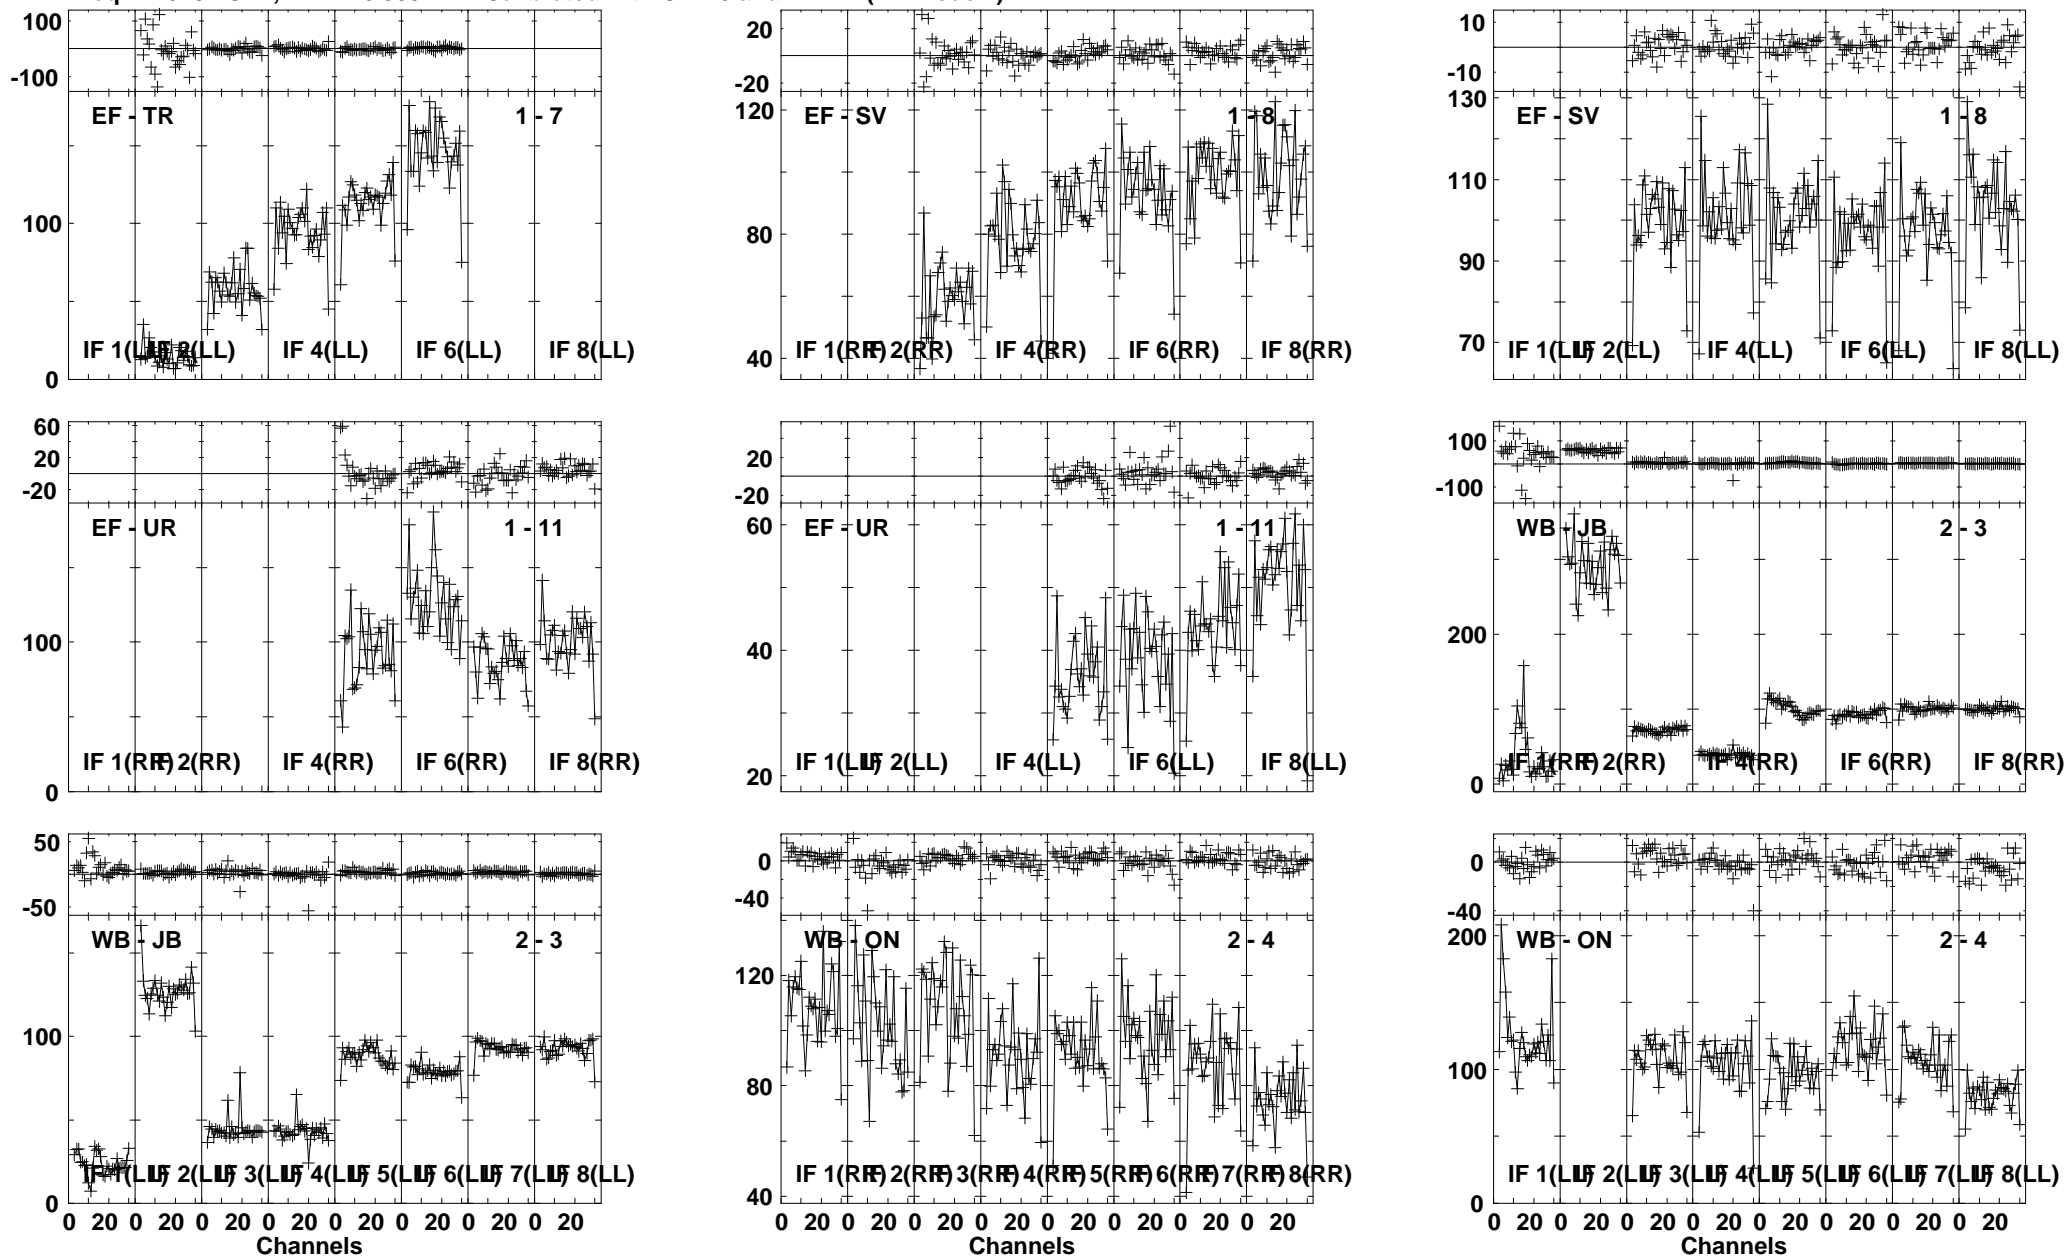 100
-100
EF - TR 1 - 7
100
IF 2(LL) IF 4(LL) IF 6(LL) IF 8(LL)
0
20
-20
EF - SV 1 - 8
120
80
IF 1(RR) IF 2(RR) IF 4(RR) IF 6(RR) IF 8(RR)
40
10
-10
130
EF - SV 1 - 8
110
90
70
IF 1(LL) IF 2(LL) IF 4(LL) IF 6(LL) IF 8(LL)
60
20
-20
EF - UR 1 - 11
100
IF 1(RR) IF 2(RR) IF 4(RR) IF 6(RR) IF 8(RR)
0
20
-20
60
EF - UR 1 - 11
40
IF 1(LL) IF 2(LL) IF 4(LL) IF 6(LL) IF 8(LL)
20
100
-100
WB - JB 2 - 3
200
IF 1(RR) IF 2(RR) IF 4(RR) IF 6(RR) IF 8(RR)
0
50
-50
WB - JB 2 - 3
100
IF 1(LL) IF 2(LL) IF 3(LL) IF 4(LL) IF 5(LL) IF 6(LL) IF 7(LL) IF 8(LL)
0
0 20 0 20 0 20 0 20 0 20 0 20 0 20 0 20
Channels
0
-40
WB - ON 2 - 4
120
80
IF 1(RR) IF 2(RR) IF 3(RR) IF 4(RR) IF 5(RR) IF 6(RR) IF 7(RR) IF 8(RR)
40
0 20 0 20 0 20 0 20 0 20 0 20 0 20 0 20
Channels
0
-40
200
WB - ON 2 - 4
100
IF 1(LL) IF 2(LL) IF 3(LL) IF 4(LL) IF 5(LL) IF 6(LL) IF 7(LL) IF 8(LL)
0
0 20 0 20 0 20 0 20 0 20 0 20 0 20 0 20
Channels